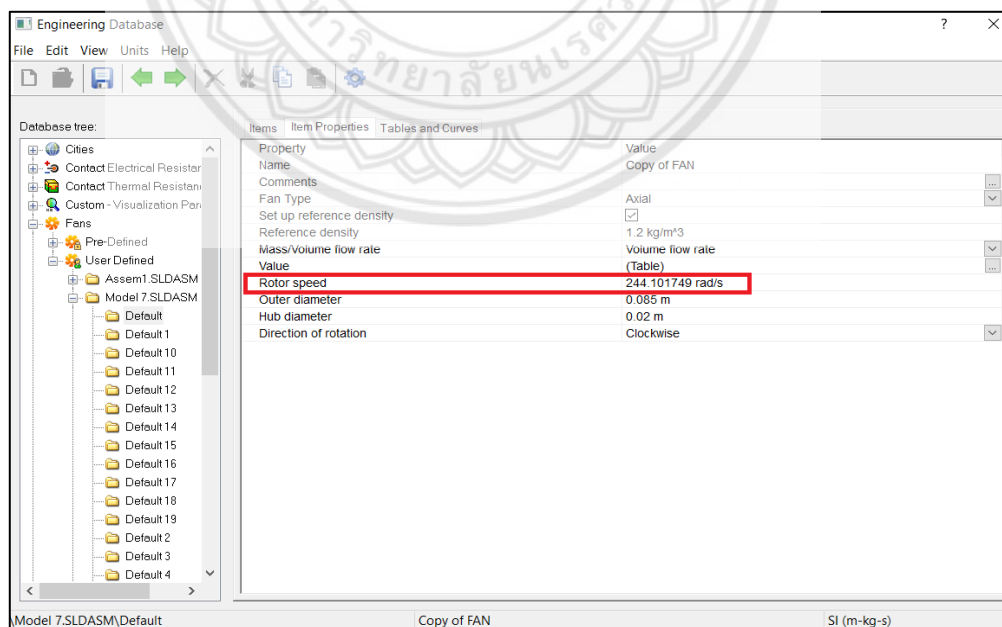 Engineering Database ? ×
File Edit View Units Help
Database tree:
Items Item Properties Tables and Curves
Cities
Contact Electrical Resistar
Contact Thermal Resistan
Custom - Visualization Par
Fans
Pre-Defined
User Defined
Assem1.SLDASM
Model 7.SLDASM
Default
Default 1
Default 10
Default 11
Default 12
Default 13
Default 14
Default 15
Default 16
Default 17
Default 18
Default 19
Default 2
Default 3
Default 4
Property Value
Name Copy of FAN
Comments ...
Fan Type Axial
Set up reference density
Reference density 1.2 kg/m^3
Mass/Volume flow rate Volume flow rate
Value (Table) ...
Rotor speed 244.101749 rad/s
Outer diameter 0.085 m
Hub diameter 0.02 m
Direction of rotation Clockwise
\Model 7.SLDASM\Default Copy of FAN SI (m-kg-s)